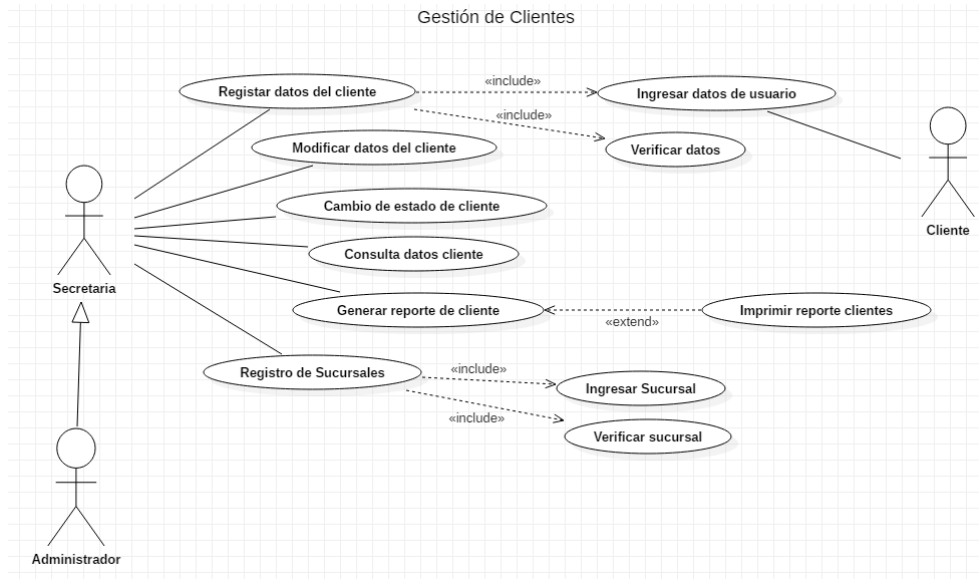 Gestión de Clientes
«include»
Registar datos del cliente
Ingresar datos de usuario
«include»
Modificar datos del cliente
Verificar datos
Cambio de estado de cliente
Cliente
Consulta datos cliente
Secretaria
Generar reporte de cliente
Imprimir reporte clientes
«extend»
Registro de Sucursales
«include»
Ingresar Sucursal
«include»
Verificar sucursal
Administrador